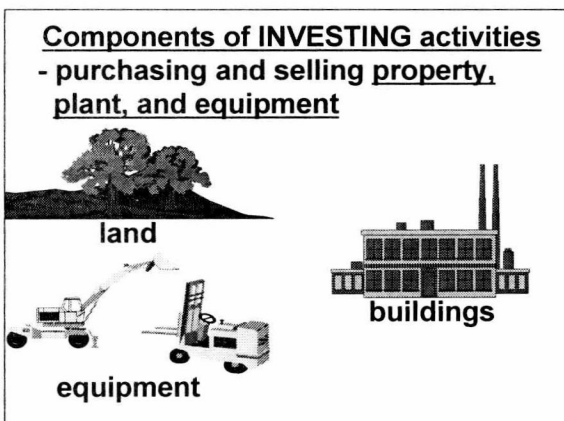 Components of INVESTING activities
- purchasing and selling property,
plant, and equipment
land
buildings
equipment